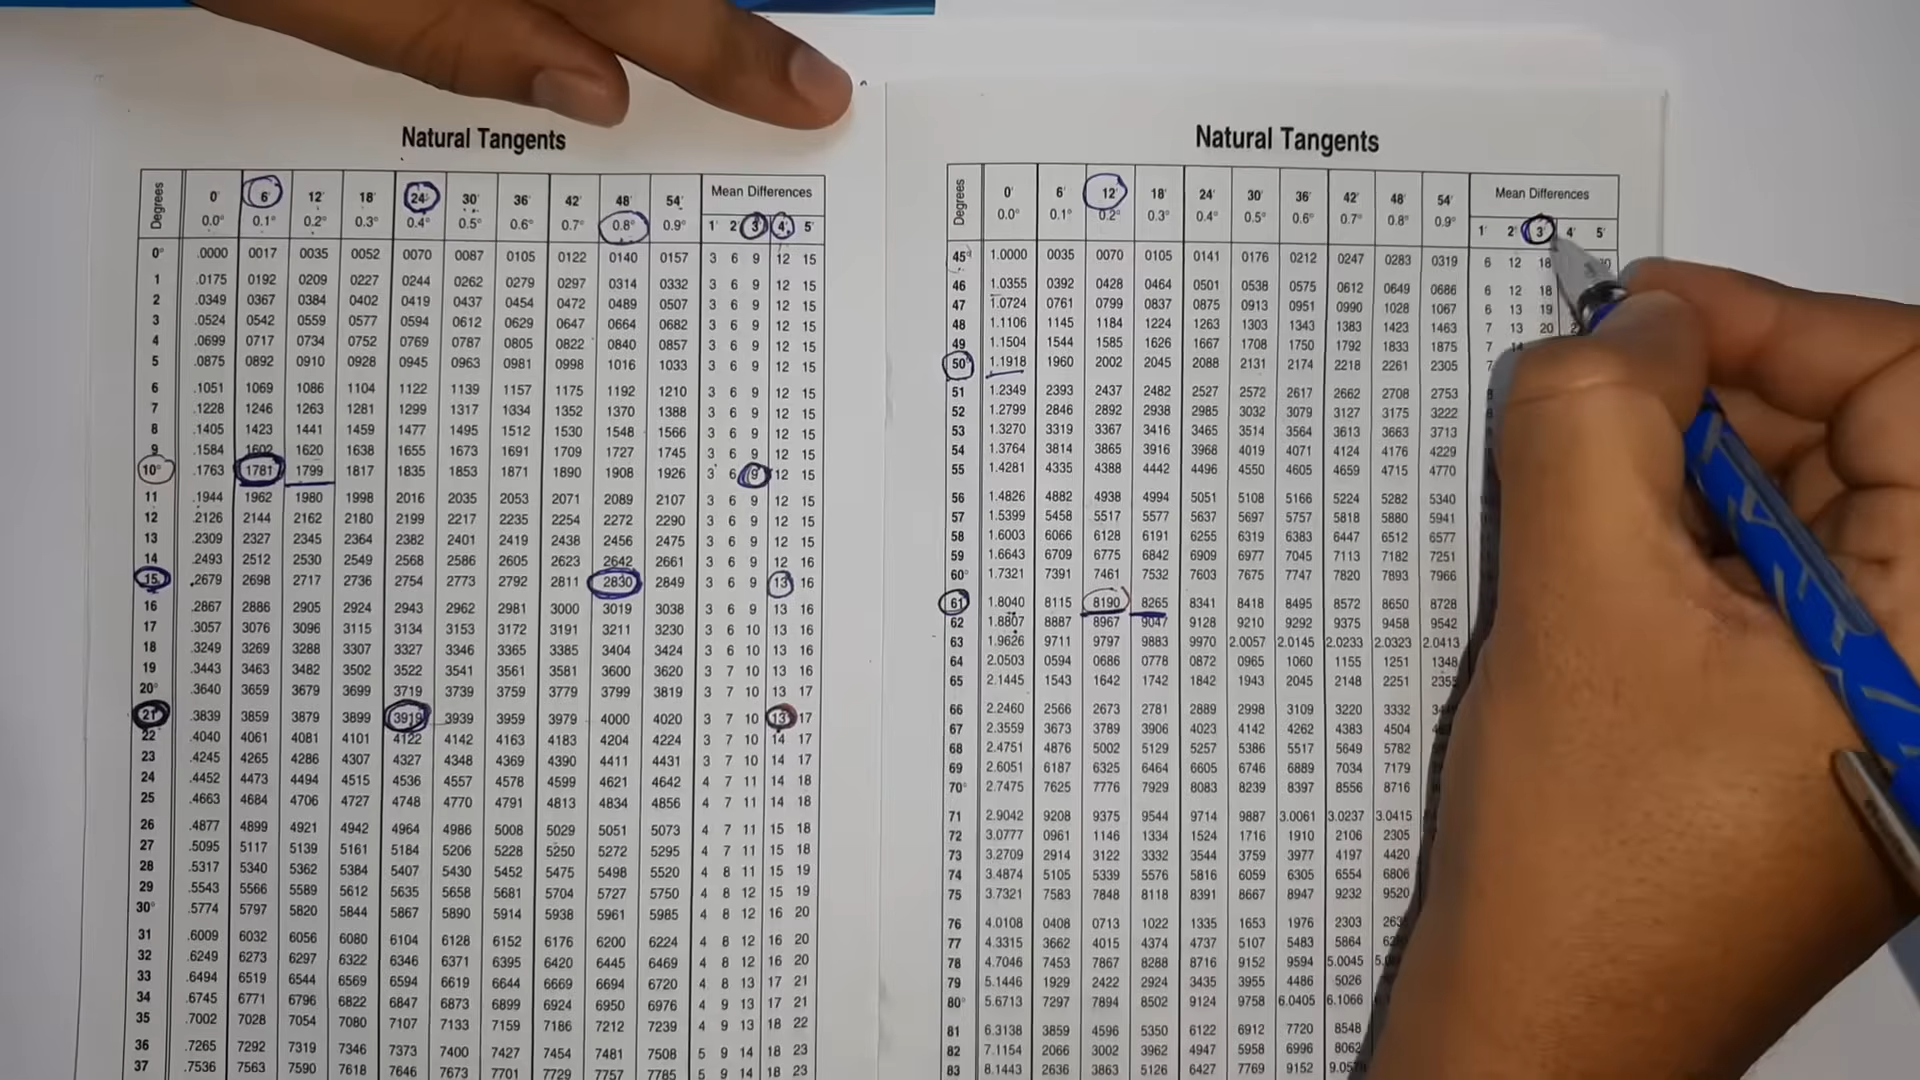 Natural Tangents
Degrees 0' 6' 12' 18' 24' 30' 36' 42' 48' 54' Mean Differences
0.0° 0.1° 0.2° 0.3° 0.4° 0.5° 0.6° 0.7° 0.8° 0.9° 1' 2' 3' 4' 5'
0° .0000 0017 0035 0052 0070 0087 0105 0122 0140 0157 3 6 9 12 15
1 .0175 0192 0209 0227 0244 0262 0279 0297 0314 0332 3 6 9 12 15
2 .0349 0367 0384 0402 0419 0437 0454 0472 0489 0507 3 6 9 12 15
3 .0524 0542 0559 0577 0594 0612 0629 0647 0664 0682 3 6 9 12 15
4 .0699 0717 0734 0752 0769 0787 0805 0822 0840 0857 3 6 9 12 15
5 .0875 0892 0910 0928 0945 0963 0981 0998 1016 1033 3 6 9 12 15
6 .1051 1069 1086 1104 1122 1139 1157 1175 1192 1210 3 6 9 12 15
7 .1228 1246 1263 1281 1299 1317 1334 1352 1370 1388 3 6 9 12 15
8 .1405 1423 1441 1459 1477 1495 1512 1530 1548 1566 3 6 9 12 15
9 .1584 1602 1620 1638 1655 1673 1691 1709 1727 1745 3 6 9 12 15
10° .1763 1781 1799 1817 1835 1853 1871 1890 1908 1926 3 6 9 12 15
11 .1944 1962 1980 1998 2016 2035 2053 2071 2089 2107 3 6 9 12 15
12 .2126 2144 2162 2180 2199 2217 2235 2254 2272 2290 3 6 9 12 15
13 .2309 2327 2345 2364 2382 2401 2419 2438 2456 2475 3 6 9 12 15
14 .2493 2512 2530 2549 2568 2586 2605 2623 2642 2661 3 6 9 12 16
15 .2679 2698 2717 2736 2754 2773 2792 2811 2830 2849 3 6 9 13 16
16 .2867 2886 2905 2924 2943 2962 2981 3000 3019 3038 3 6 9 13 16
17 .3057 3076 3096 3115 3134 3153 3172 3191 3211 3230 3 6 10 13 16
18 .3249 3269 3288 3307 3327 3346 3365 3385 3404 3424 3 6 10 13 16
19 .3443 3463 3482 3502 3522 3541 3561 3581 3600 3620 3 7 10 13 16
20° .3640 3659 3679 3699 3719 3739 3759 3779 3799 3819 3 7 10 13 17
21 .3839 3859 3879 3899 3919 3939 3959 3979 4000 4020 3 7 10 13 17
22 .4040 4061 4081 4101 4122 4142 4163 4183 4204 4224 3 7 10 14 17
23 .4245 4265 4286 4307 4327 4348 4369 4390 4411 4431 3 7 10 14 17
24 .4452 4473 4494 4515 4536 4557 4578 4599 4621 4642 4 7 11 14 18
25 .4663 4684 4706 4727 4748 4770 4791 4813 4834 4856 4 7 11 14 18
26 .4877 4899 4921 4942 4964 4986 5008 5029 5051 5073 4 7 11 15 18
27 .5095 5117 5139 5161 5184 5206 5228 5250 5272 5295 4 7 11 15 18
28 .5317 5340 5362 5384 5407 5430 5452 5475 5498 5520 4 8 11 15 19
29 .5543 5566 5589 5612 5635 5658 5681 5704 5727 5750 4 8 12 15 19
30° .5774 5797 5820 5844 5867 5890 5914 5938 5961 5985 4 8 12 16 20
31 .6009 6032 6056 6080 6104 6128 6152 6176 6200 6224 4 8 12 16 20
32 .6249 6273 6297 6322 6346 6371 6395 6420 6445 6469 4 8 12 16 20
33 .6494 6519 6544 6569 6594 6619 6644 6669 6694 6720 4 8 13 17 21
34 .6745 6771 6796 6822 6847 6873 6899 6924 6950 6976 4 9 13 17 21
35 .7002 7028 7054 7080 7107 7133 7159 7186 7212 7239 4 9 13 18 22
36 .7265 7292 7319 7346 7373 7400 7427 7454 7481 7508 5 9 14 18 23
37 .7536 7563 7590 7618 7646 7673 7701 7729 7757 7785 5 9 14 18 23
Natural Tangents
Degrees 0' 6' 12' 18' 24' 30' 36' 42' 48' 54' Mean Differences
0.0° 0.1° 0.2° 0.3° 0.4° 0.5° 0.6° 0.7° 0.8° 0.9° 1' 2' 3' 4' 5'
45° 1.0000 0035 0070 0105 0141 0176 0212 0247 0283 0319 6 12 18
46 1.0355 0392 0428 0464 0501 0538 0575 0612 0649 0686 6 12 18
47 1.0724 0761 0799 0837 0875 0913 0951 0990 1028 1067 6 13 19
48 1.1106 1145 1184 1224 1263 1303 1343 1383 1423 1463 7 13 20
49 1.1504 1544 1585 1626 1667 1708 1750 1792 1833 1875 7 14
50 1.1918 1960 2002 2045 2088 2131 2174 2218 2261 2305 7
51 1.2349 2393 2437 2482 2527 2572 2617 2662 2708 2753
52 1.2799 2846 2892 2938 2985 3032 3079 3127 3175 3222
53 1.3270 3319 3367 3416 3465 3514 3564 3613 3663 3713
54 1.3764 3814 3865 3916 3968 4019 4071 4124 4176 4229
55 1.4281 4335 4388 4442 4496 4550 4605 4659 4715 4770
56 1.4826 4882 4938 4994 5051 5108 5166 5224 5282 5340
57 1.5399 5458 5517 5577 5637 5697 5757 5818 5880 5941
58 1.6003 6066 6128 6191 6255 6319 6383 6447 6512 6577
59 1.6643 6709 6775 6842 6909 6977 7045 7113 7182 7251
60° 1.7321 7391 7461 7532 7603 7675 7747 7820 7893 7966
61 1.8040 8115 8190 8265 8341 8418 8495 8572 8650 8728
62 1.8807 8887 8967 9047 9128 9210 9292 9375 9458 9542
63 1.9626 9711 9797 9883 9970 2.0057 2.0145 2.0233 2.0323 2.0413
64 2.0503 0594 0686 0778 0872 0965 1060 1155 1251 1348
65 2.1445 1543 1642 1742 1842 1943 2045 2148 2251 2355
66 2.2460 2566 2673 2781 2889 2998 3109 3220 3332
67 2.3559 3673 3789 3906 4023 4142 4262 4383 4504
68 2.4751 4876 5002 5129 5257 5386 5517 5649 5782
69 2.6051 6187 6325 6464 6605 6746 6889 7034 7179
70° 2.7475 7625 7776 7929 8083 8239 8397 8556 8716
71 2.9042 9208 9375 9544 9714 9887 3.0061 3.0237 3.0415
72 3.0777 0961 1146 1334 1524 1716 1910 2106 2305
73 3.2709 2914 3122 3332 3544 3759 3977 4197 4420
74 3.4874 5105 5339 5576 5816 6059 6305 6554 6806
75 3.7321 7583 7848 8118 8391 8667 8947 9232 9520
76 4.0108 0408 0713 1022 1335 1653 1976 2303
77 4.3315 3662 4015 4374 4737 5107 5483 5864
78 4.7046 7453 7867 8288 8716 9152 9594 5.0045
79 5.1446 1929 2422 2924 3435 3955 4486 5026
80° 5.6713 7297 7894 8502 9124 9758 6.0405 6.1066
81 6.3138 3859 4596 5350 6122 6912 7720 8548
82 7.1154 2066 3002 3962 4947 5958 6996 8062
83 8.1443 2636 3863 5126 6427 7769 9152